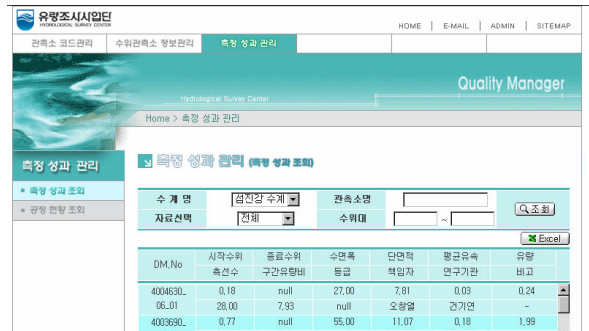 유량조사사업단
HYDROLOGICAL SURVEY CENTER
HOME | E-MAIL | ADMIN | SITEMAP
관측소 코드관리 수위관측소 정보관리 측정 성과 관리
Quality Manager
Hydrological Survey Center
Home > 측정 성과 관리
측정 성과 관리
측정 성과 관리 (측정 성과 조회)
측정 성과 조회
공정 현황 조회
수 계 명 섬진강 수계 관측소명
조회
자료선택 전체 수위대 ~
Excel
DM,No 시작수위 종료수위 수면폭 단면적 평균유속 유량
측선수 구간유량비 등급 책임자 연구기관 비고
4004630_ 0,18 null 27,00 7,81 0,03 0,24
06_01 28,00 7,93 null 오창열 건기연 -
4003690_ 0,77 null 55,00 11,07 0,18 1,99